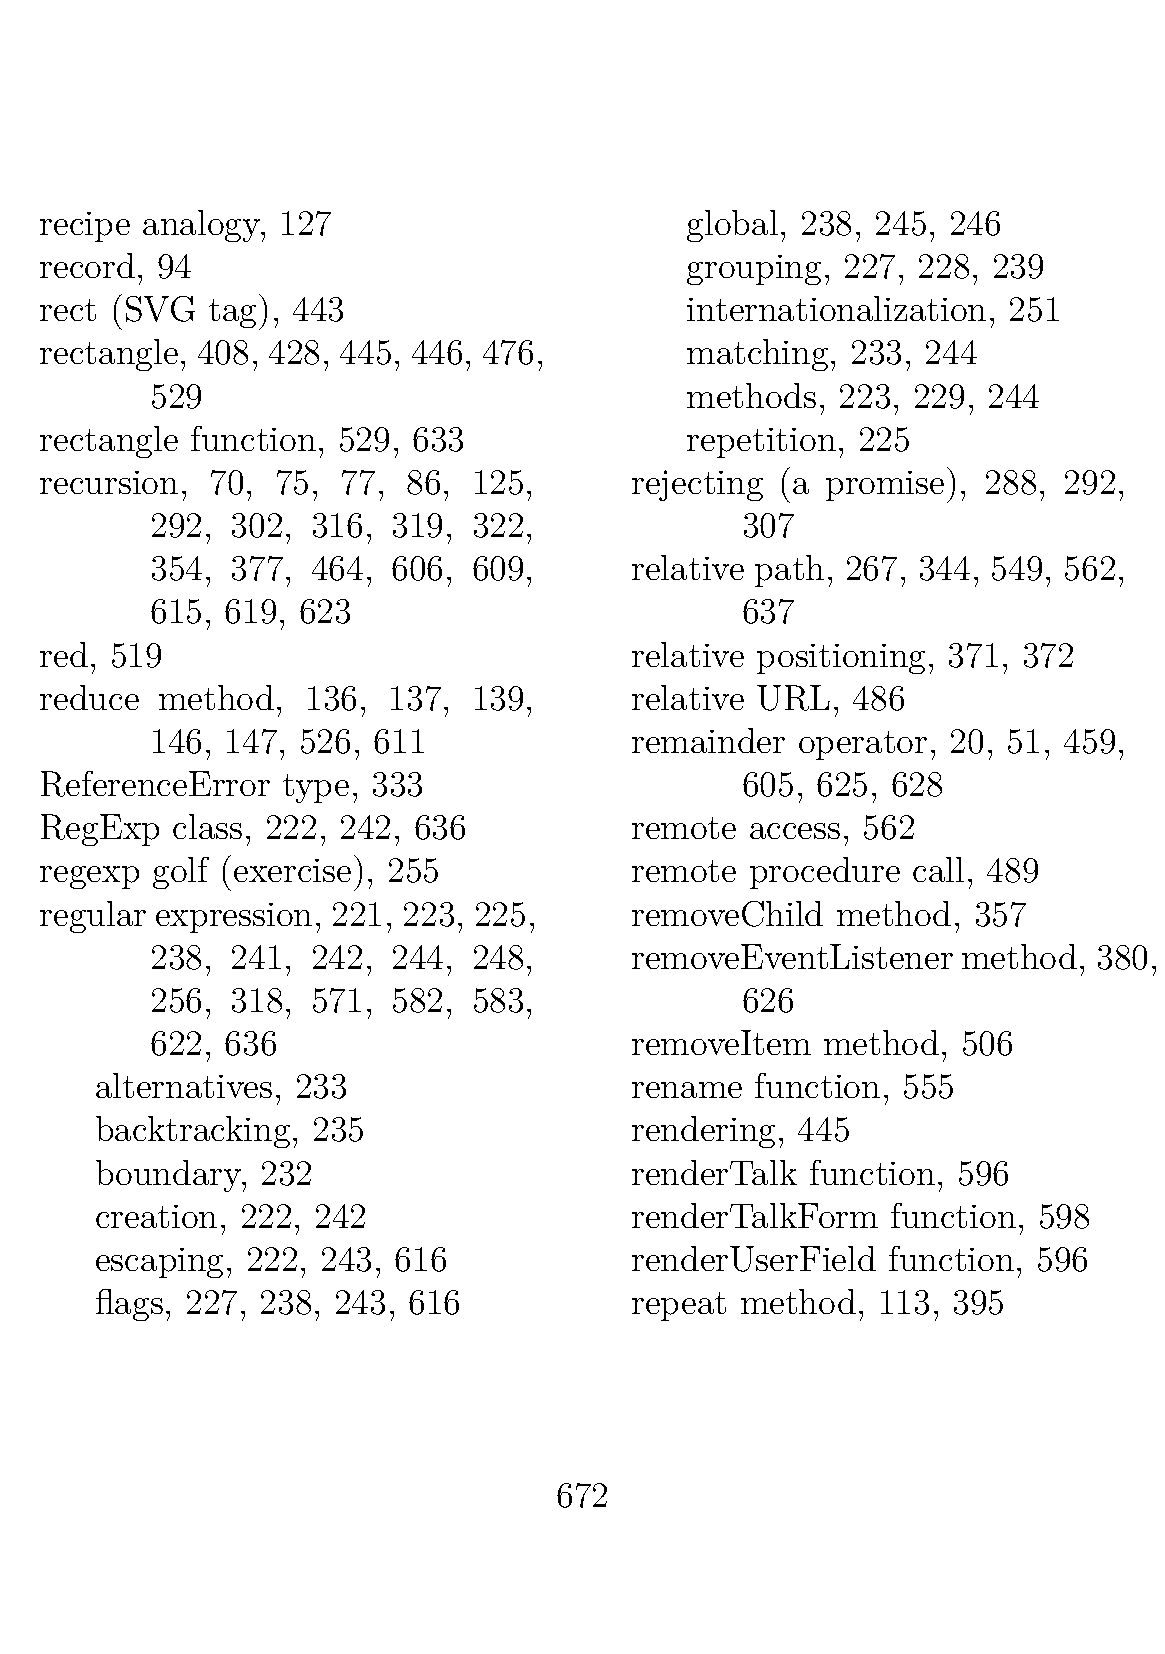 recipe analogy, 127
record, 94
rect (SVG tag), 443
rectangle, 408, 428, 445, 446, 476,
529
rectangle function, 529, 633
recursion, 70, 75, 77, 86, 125,
292, 302, 316, 319, 322,
354, 377, 464, 606, 609,
615, 619, 623
red, 519
reduce method, 136, 137, 139,
146, 147, 526, 611
ReferenceError type, 333
RegExp class, 222, 242, 636
regexp golf (exercise), 255
regular expression, 221, 223, 225,
238, 241, 242, 244, 248,
256, 318, 571, 582, 583,
622, 636
alternatives, 233
backtracking, 235
boundary, 232
creation, 222, 242
escaping, 222, 243, 616
flags, 227, 238, 243, 616
global, 238, 245, 246
grouping, 227, 228, 239
internationalization, 251
matching, 233, 244
methods, 223, 229, 244
repetition, 225
rejecting (a promise), 288, 292,
307
relative path, 267, 344, 549, 562,
637
relative positioning, 371, 372
relative URL, 486
remainder operator, 20, 51, 459,
605, 625, 628
remote access, 562
remote procedure call, 489
removeChild method, 357
removeEventListener method, 380,
626
removeItem method, 506
rename function, 555
rendering, 445
renderTalk function, 596
renderTalkForm function, 598
renderUserField function, 596
repeat method, 113, 395
672